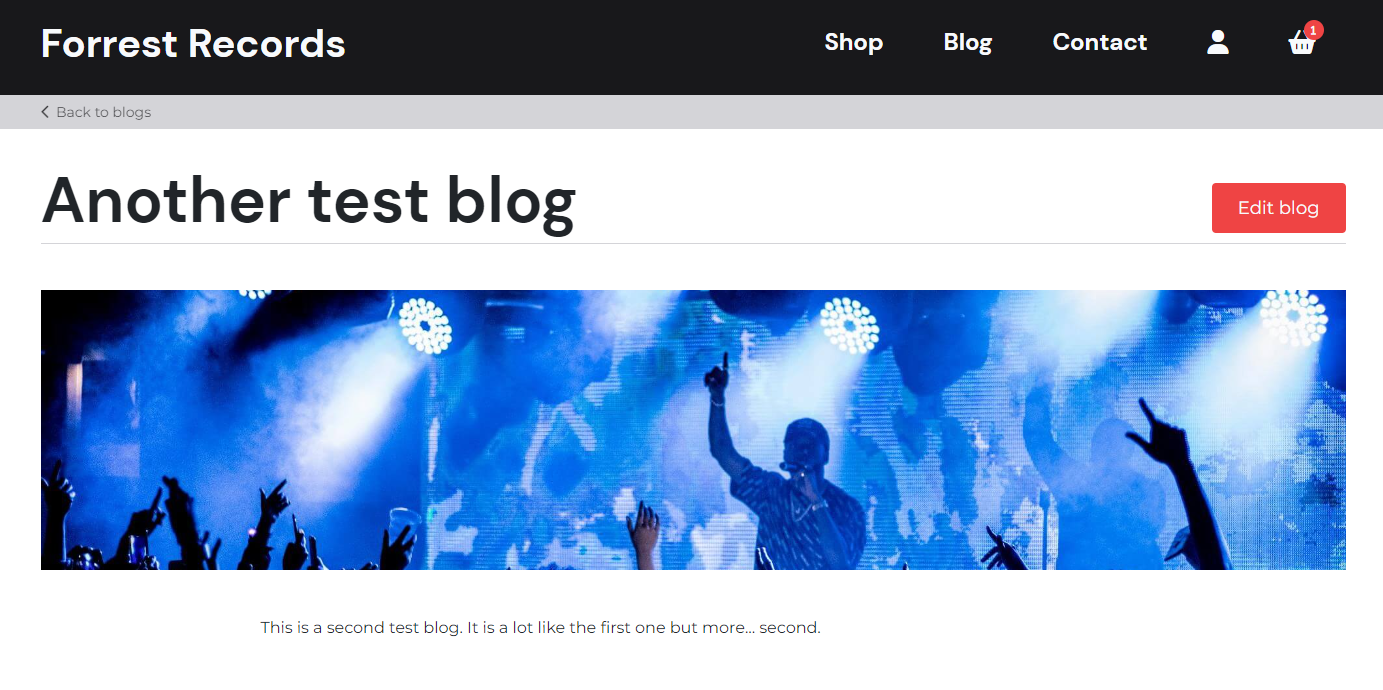 Forrest Records
Shop
Blog
Contact
1
Back to blogs
Another test blog
Edit blog
This is a second test blog. It is a lot like the first one but more... second.